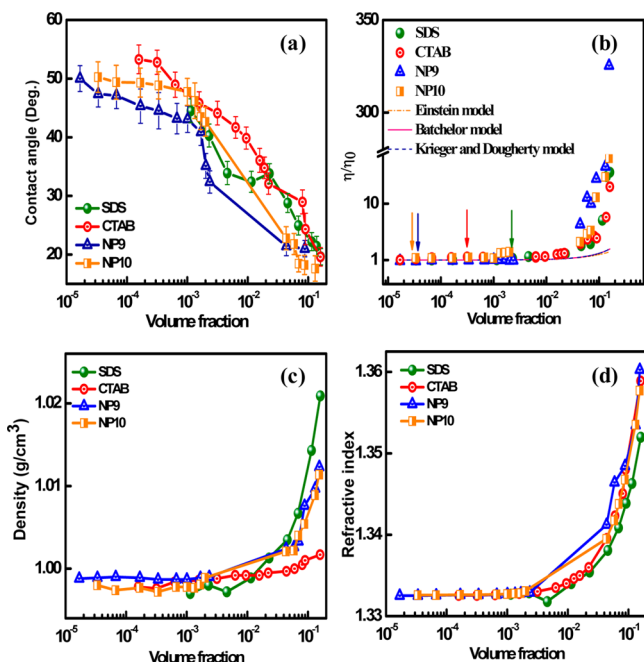 (a)
Contact angle (Deg.)
60
50
40
30
20
SDS
CTAB
NP9
NP10
10⁻⁵ 10⁻⁴ 10⁻³ 10⁻² 10⁻¹
Volume fraction
(b)
η/η₀
350
300
10
1
SDS
CTAB
NP9
NP10
Einstein model
Batchelor model
Krieger and Dougherty model
10⁻⁵ 10⁻⁴ 10⁻³ 10⁻² 10⁻¹
Volume fraction
(c)
Density (g/cm³)
1.02
1.01
1.00
SDS
CTAB
NP9
NP10
10⁻⁵ 10⁻⁴ 10⁻³ 10⁻² 10⁻¹
Volume fraction
(d)
Refractive index
1.36
1.35
1.34
1.33
SDS
CTAB
NP9
NP10
10⁻⁵ 10⁻⁴ 10⁻³ 10⁻² 10⁻¹
Volume fraction